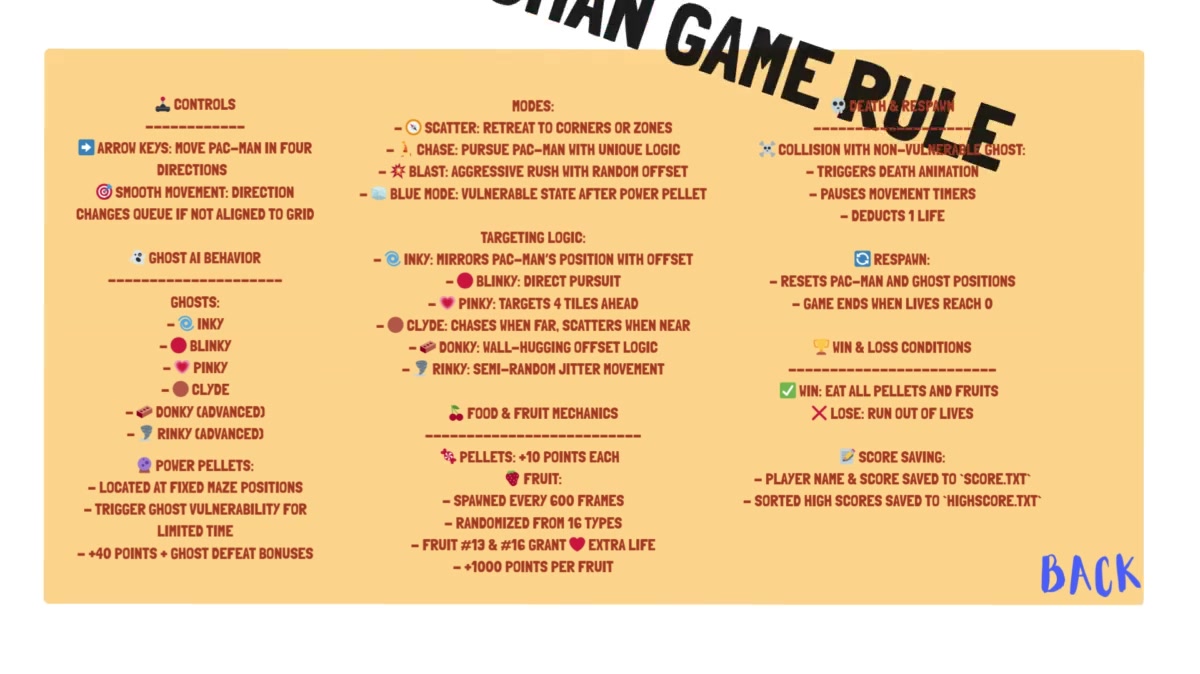 GAME RULE
🕹️ CONTROLS
------------
➡️ ARROW KEYS: MOVE PAC-MAN IN FOUR
DIRECTIONS
🎯 SMOOTH MOVEMENT: DIRECTION
CHANGES QUEUE IF NOT ALIGNED TO GRID
👻 GHOST AI BEHAVIOR
---------------------
GHOSTS:
- 🌀 INKY
- 🔴 BLINKY
- 💗 PINKY
- 🟤 CLYDE
- 🧱 DONKY (ADVANCED)
- 🌪️ RINKY (ADVANCED)
🔮 POWER PELLETS:
- LOCATED AT FIXED MAZE POSITIONS
- TRIGGER GHOST VULNERABILITY FOR
LIMITED TIME
- +40 POINTS + GHOST DEFEAT BONUSES
MODES:
- 🧭 SCATTER: RETREAT TO CORNERS OR ZONES
- 🏃 CHASE: PURSUE PAC-MAN WITH UNIQUE LOGIC
- 💥 BLAST: AGGRESSIVE RUSH WITH RANDOM OFFSET
- 🧊 BLUE MODE: VULNERABLE STATE AFTER POWER PELLET
TARGETING LOGIC:
- 🌀 INKY: MIRRORS PAC-MAN'S POSITION WITH OFFSET
- 🔴 BLINKY: DIRECT PURSUIT
- 💗 PINKY: TARGETS 4 TILES AHEAD
- 🟤 CLYDE: CHASES WHEN FAR, SCATTERS WHEN NEAR
- 🧱 DONKY: WALL-HUGGING OFFSET LOGIC
- 🌪️ RINKY: SEMI-RANDOM JITTER MOVEMENT
🍒 FOOD & FRUIT MECHANICS
--------------------------
🍬 PELLETS: +10 POINTS EACH
🍓 FRUIT:
- SPAWNED EVERY 600 FRAMES
- RANDOMIZED FROM 16 TYPES
- FRUIT #13 & #16 GRANT ❤️ EXTRA LIFE
- +1000 POINTS PER FRUIT
💀 DEATH & RESPAWN
-------------------
☠️ COLLISION WITH NON-VULNERABLE GHOST:
- TRIGGERS DEATH ANIMATION
- PAUSES MOVEMENT TIMERS
- DEDUCTS 1 LIFE
🔄 RESPAWN:
- RESETS PAC-MAN AND GHOST POSITIONS
- GAME ENDS WHEN LIVES REACH 0
🏆 WIN & LOSS CONDITIONS
-------------------------
✅ WIN: EAT ALL PELLETS AND FRUITS
❌ LOSE: RUN OUT OF LIVES
📝 SCORE SAVING:
- PLAYER NAME & SCORE SAVED TO `SCORE.TXT`
- SORTED HIGH SCORES SAVED TO `HIGHSCORE.TXT`
BACK